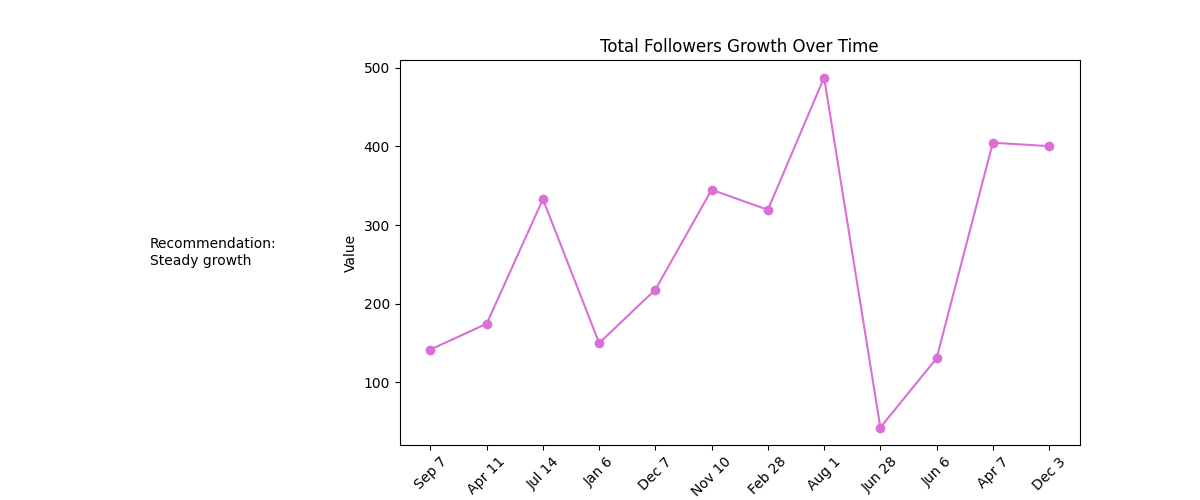 Total Followers Growth Over Time
Recommendation:
Steady growth
Value
500
400
300
200
100
Sep 7
Apr 11
Jul 14
Jan 6
Dec 7
Nov 10
Feb 28
Aug 1
Jun 28
Jun 6
Apr 7
Dec 3